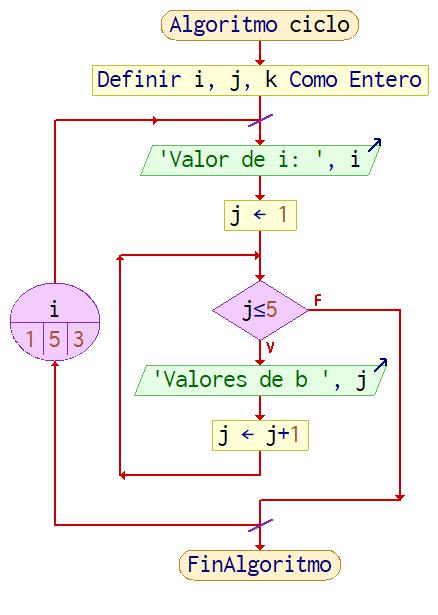 Algoritmo ciclo
Definir i, j, k Como Entero
'Valor de i: ', i
j ← 1
i
1 5 3
j≤5
F
V
'Valores de b ', j
j ← j+1
FinAlgoritmo